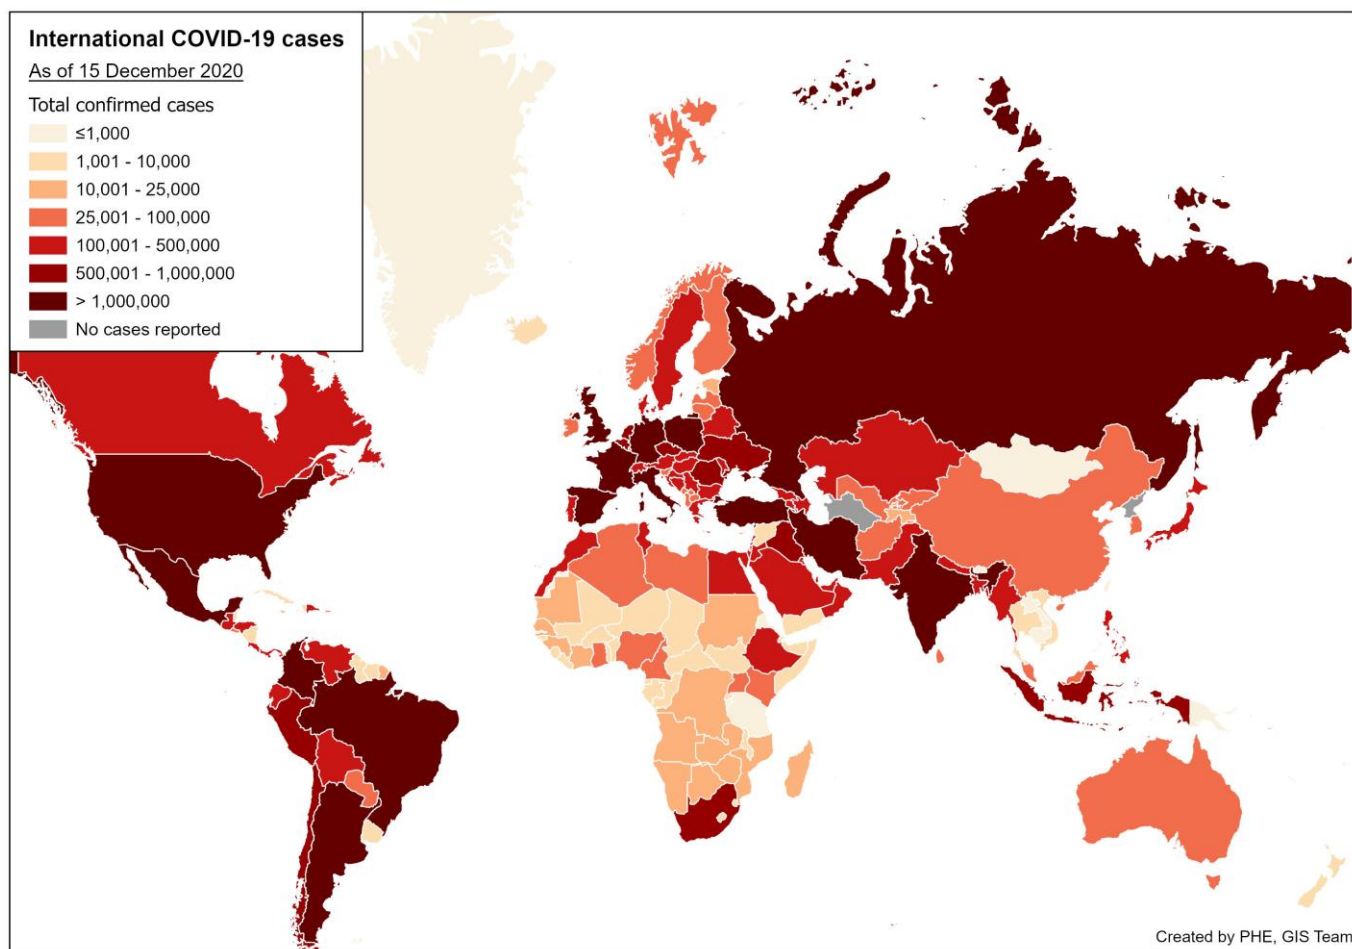 International COVID-19 cases
As of 15 December 2020
Total confirmed cases
≤1,000
1,001 - 10,000
10,001 - 25,000
25,001 - 100,000
100,001 - 500,000
500,001 - 1,000,000
> 1,000,000
No cases reported
Created by PHE, GIS Team